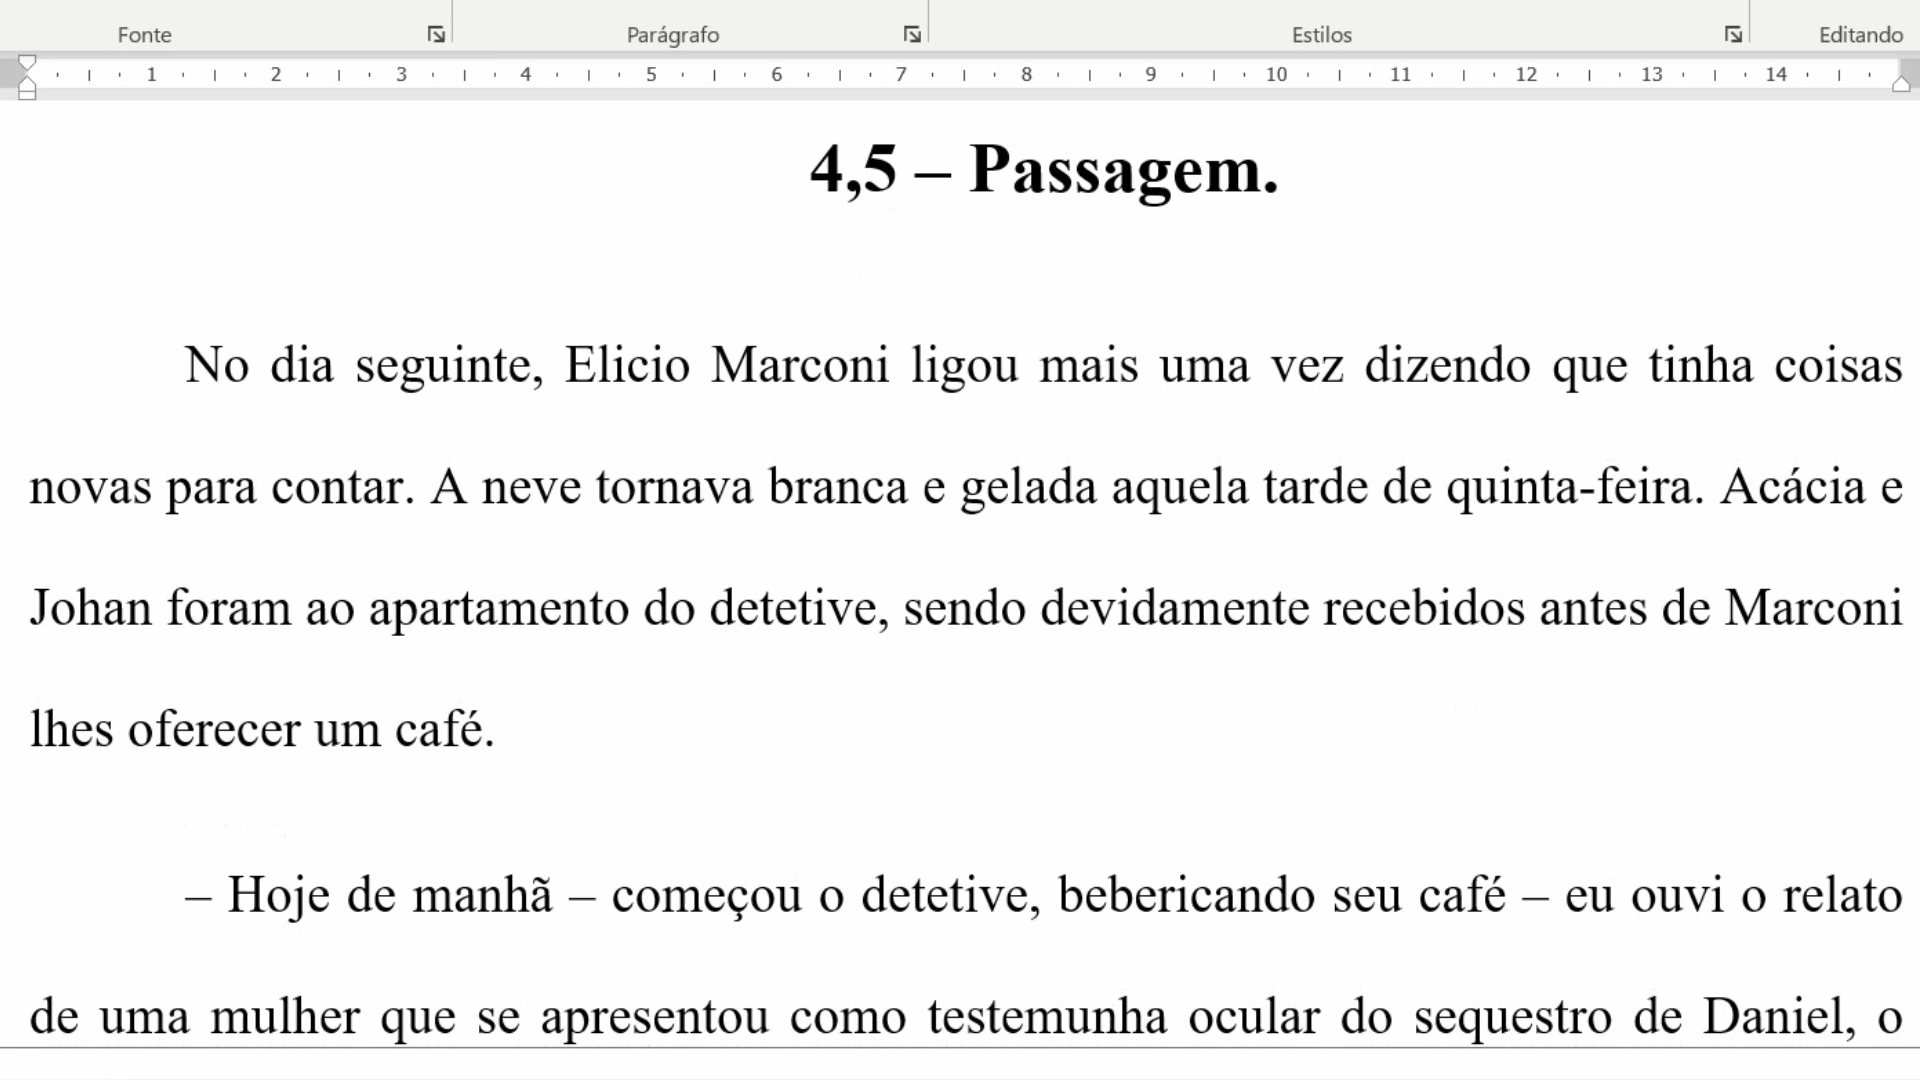 Fonte Parágrafo Estilos Editando
1 2 3 4 5 6 7 8 9 10 11 12 13 14
4,5 – Passagem.
No dia seguinte, Elicio Marconi ligou mais uma vez dizendo que tinha coisas
novas para contar. A neve tornava branca e gelada aquela tarde de quinta-feira. Acácia e
Johan foram ao apartamento do detetive, sendo devidamente recebidos antes de Marconi
lhes oferecer um café.
– Hoje de manhã – começou o detetive, bebericando seu café – eu ouvi o relato
de uma mulher que se apresentou como testemunha ocular do sequestro de Daniel, o